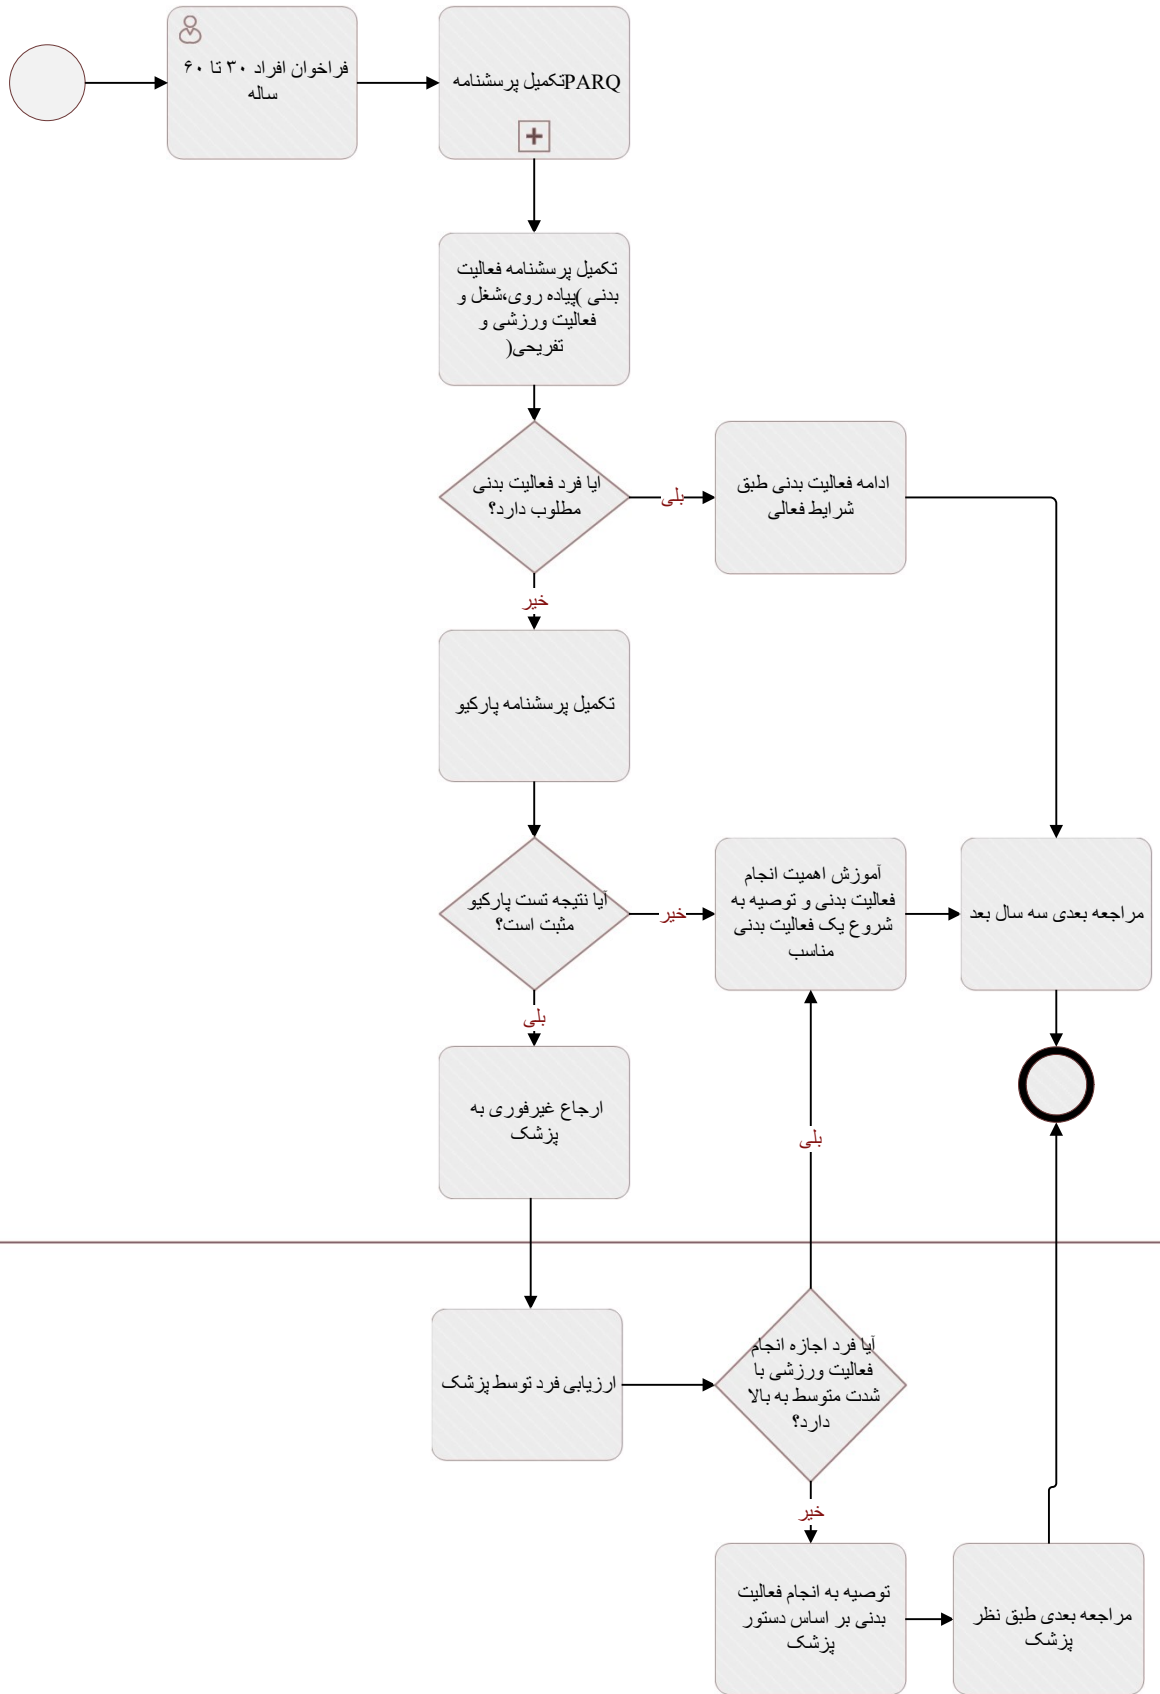 فراخوان افراد ۳۰ تا ۶۰
ساله
تکمیل پرسشنامهPARQ
تکمیل پرسشنامه فعالیت
بدنی )پیاده روی،شغل و
فعالیت ورزشی و
تفریحی(
ایا فرد فعالیت بدنی
مطلوب دارد؟
بلی
ادامه فعالیت بدنی طبق
شرایط فعالی
خیر
تکمیل پرسشنامه پارکیو
آیا نتیجه تست پارکیو
مثبت است؟
خیر
آموزش اهمیت انجام
فعالیت بدنی و توصیه به
شروع یک فعالیت بدنی
مناسب
مراجعه بعدی سه سال بعد
بلی
ارجاع غیرفوری به
پزشک
بلی
ارزیابی فرد توسط پزشک
آیا فرد اجازه انجام
فعالیت ورزشی با
شدت متوسط به بالا
دارد؟
خیر
توصیه به انجام فعالیت
بدنی بر اساس دستور
پزشک
مراجعه بعدی طبق نظر
پزشک